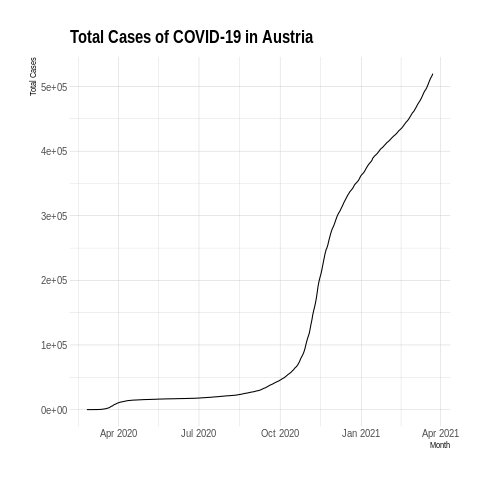 Total Cases of COVID-19 in Austria
Total Cases
5e+05
4e+05
3e+05
2e+05
1e+05
0e+00
Apr 2020 Jul 2020 Oct 2020 Jan 2021 Apr 2021
Month